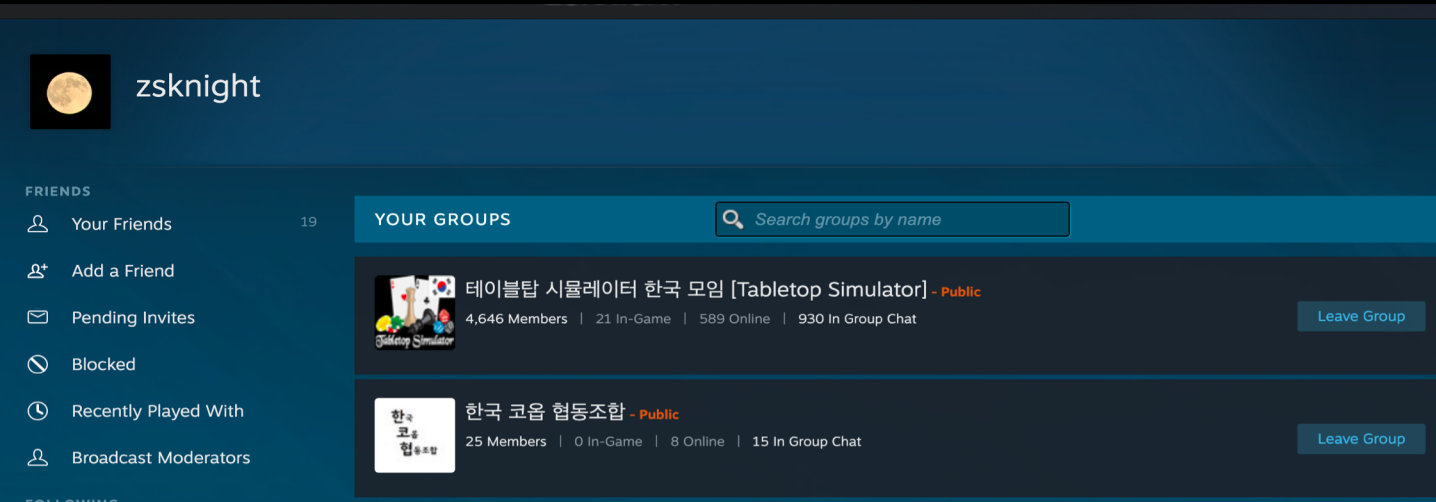 zsknight
FRIENDS
Your Friends 19
Add a Friend
Pending Invites
Blocked
Recently Played With
Broadcast Moderators
YOUR GROUPS
Search groups by name
Tabletop Simulator
테이블탑 시뮬레이터 한국 모임 [Tabletop Simulator] - Public
4,646 Members | 21 In-Game | 589 Online | 930 In Group Chat
Leave Group
한국
코옵
협동조합
한국 코옵 협동조합 - Public
25 Members | 0 In-Game | 8 Online | 15 In Group Chat
Leave Group